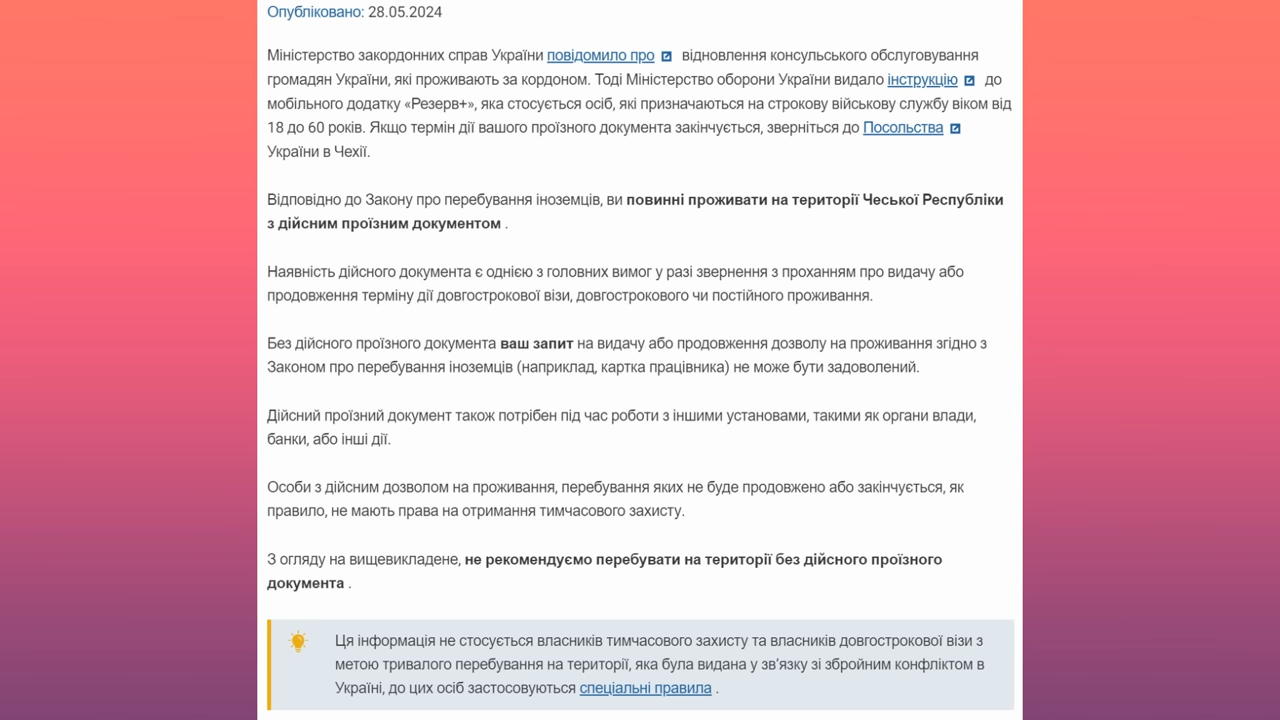 Опубліковано: 28.05.2024
Міністерство закордонних справ України повідомило про відновлення консульського обслуговування
громадян України, які проживають за кордоном. Тоді Міністерство оборони України видало інструкцію до
мобільного додатку «Резерв+», яка стосується осіб, які призначаються на строкову військову службу віком від
18 до 60 років. Якщо термін дії вашого проїзного документа закінчується, зверніться до Посольства
України в Чехії.
Відповідно до Закону про перебування іноземців, ви повинні проживати на території Чеської Республіки
з дійсним проїзним документом .
Наявність дійсного документа є однією з головних вимог у разі звернення з проханням про видачу або
продовження терміну дії довгострокової візи, довгострокового чи постійного проживання.
Без дійсного проїзного документа ваш запит на видачу або продовження дозволу на проживання згідно з
Законом про перебування іноземців (наприклад, картка працівника) не може бути задоволений.
Дійсний проїзний документ також потрібен під час роботи з іншими установами, такими як органи влади,
банки, або інші дії.
Особи з дійсним дозволом на проживання, перебування яких не буде продовжено або закінчується, як
правило, не мають права на отримання тимчасового захисту.
З огляду на вищевикладене, не рекомендуємо перебувати на території без дійсного проїзного
документа .
Ця інформація не стосується власників тимчасового захисту та власників довгострокової візи з
метою тривалого перебування на території, яка була видана у зв’язку зі збройним конфліктом в
Україні, до цих осіб застосовуються спеціальні правила .